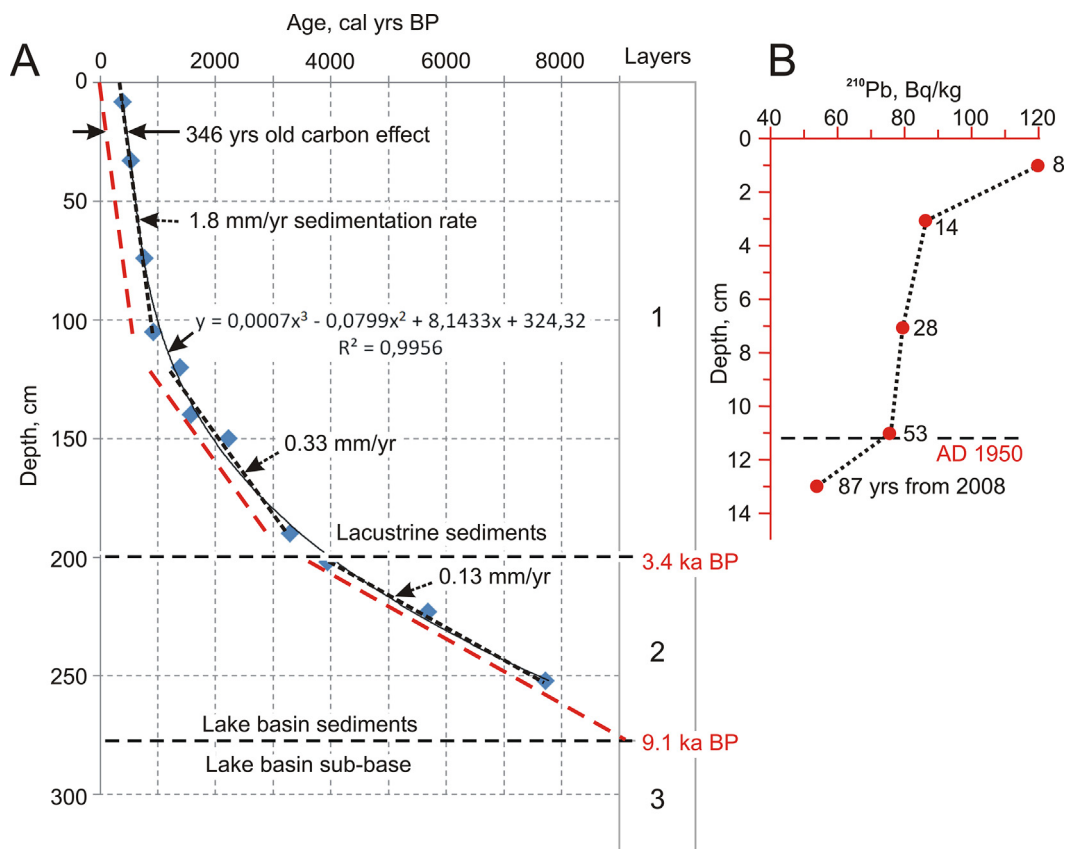 A
Age, cal yrs BP
0 2000 4000 6000 8000
Layers
0
50
100
150
200
250
300
Depth, cm
346 yrs old carbon effect
1.8 mm/yr sedimentation rate
y = 0,0007x³ - 0,0799x² + 8,1433x + 324,32
R² = 0,9956
0.33 mm/yr
Lacustrine sediments
0.13 mm/yr
Lake basin sediments
Lake basin sub-base
1
3.4 ka BP
2
9.1 ka BP
3
B
²¹⁰Pb, Bq/kg
40 60 80 100 120
0
2
4
6
8
10
12
14
Depth, cm
8
14
28
53
AD 1950
87 yrs from 2008